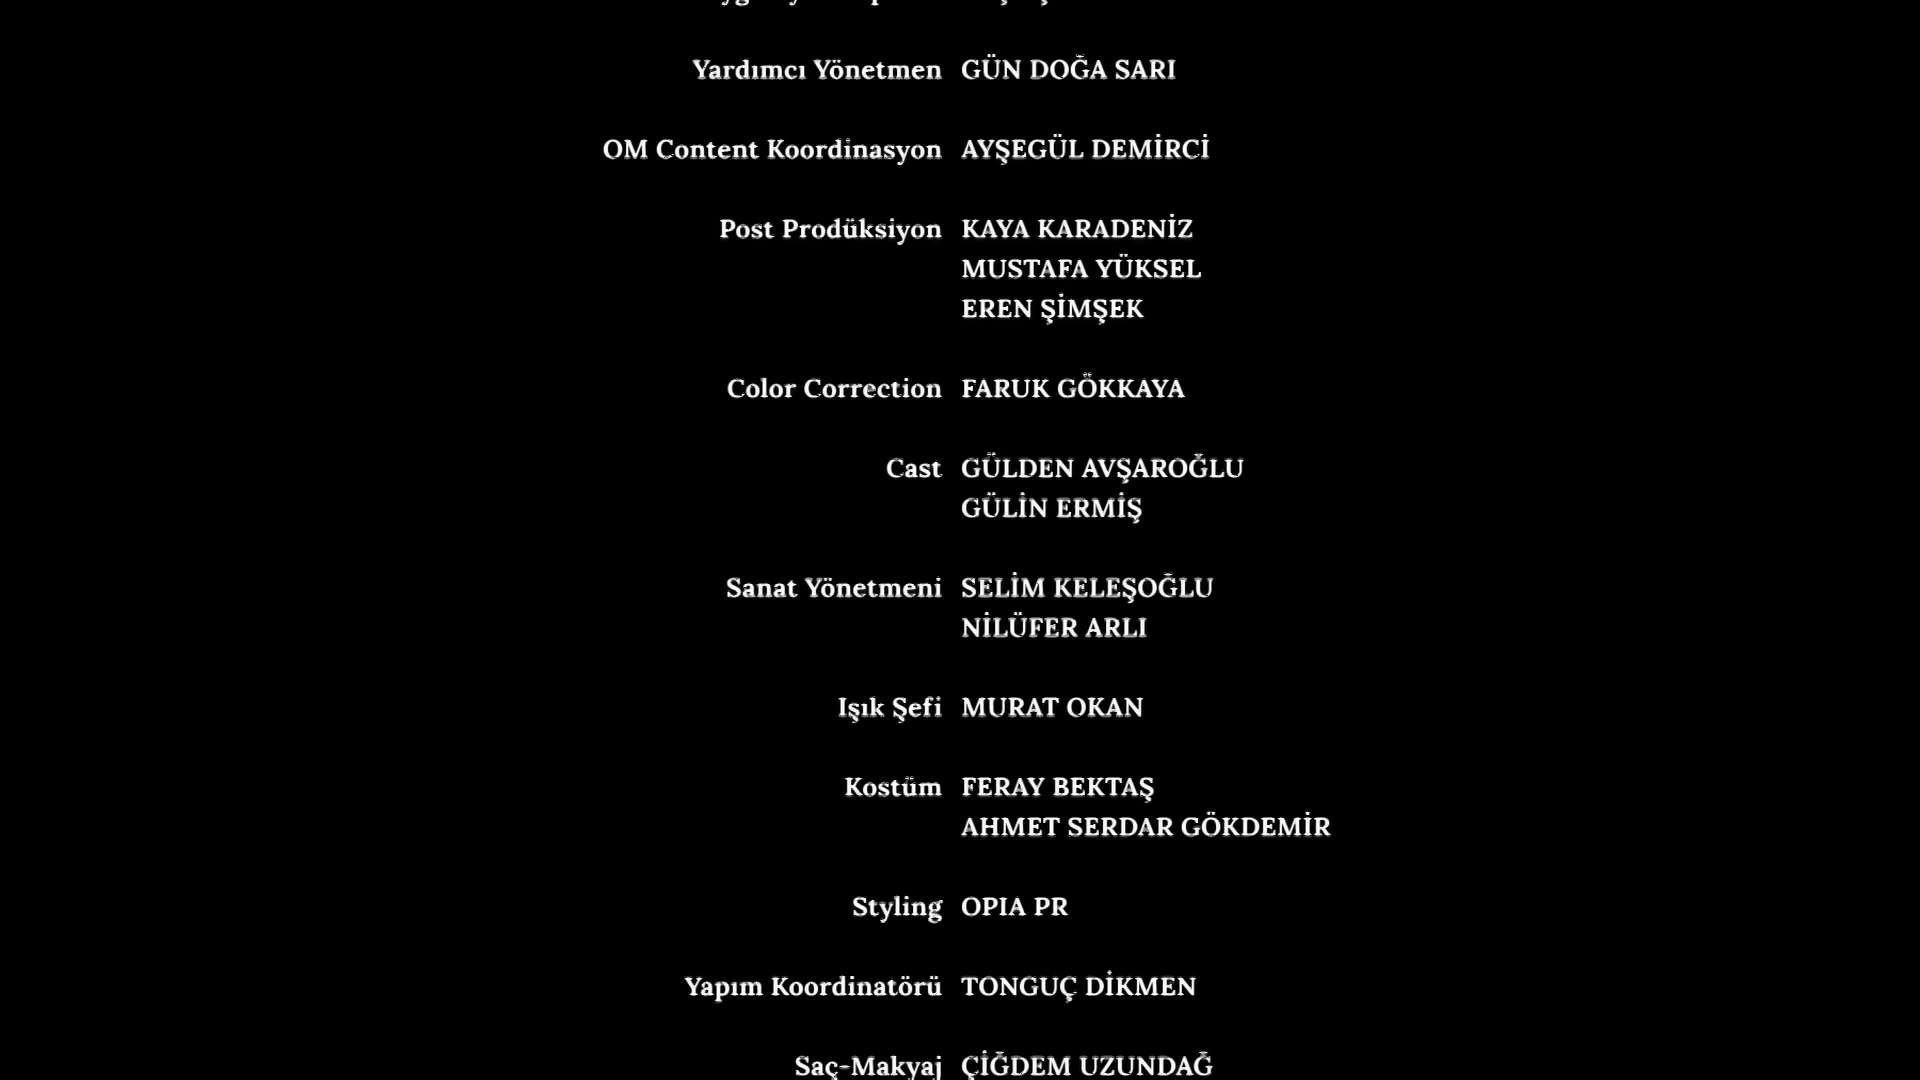 Yardımcı Yönetmen GÜN DOĞA SARI
OM Content Koordinasyon AYŞEGÜL DEMİRCİ
Post Prodüksiyon KAYA KARADENİZ
MUSTAFA YÜKSEL
EREN ŞİMŞEK
Color Correction FARUK GÖKKAYA
Cast GÜLDEN AVŞAROĞLU
GÜLİN ERMİŞ
Sanat Yönetmeni SELİM KELEŞOĞLU
NİLÜFER ARLI
Işık Şefi MURAT OKAN
Kostüm FERAY BEKTAŞ
AHMET SERDAR GÖKDEMİR
Styling OPIA PR
Yapım Koordinatörü TONGUÇ DİKMEN
Saç-Makyaj ÇİĞDEM UZUNDAĞ